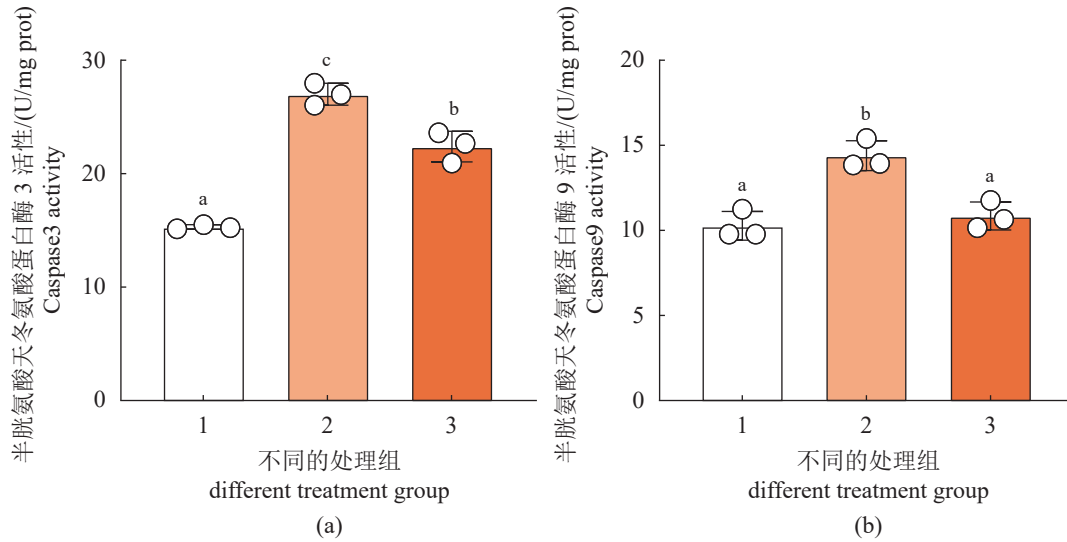 半胱氨酸天冬氨酸蛋白酶 3 活性/(U/mg prot)
Caspase3 activity
30
20
10
0
a
c
b
1
2
3
不同的处理组
different treatment group
(a)
半胱氨酸天冬氨酸蛋白酶 9 活性/(U/mg prot)
Caspase9 activity
20
15
10
5
0
a
b
a
1
2
3
不同的处理组
different treatment group
(b)